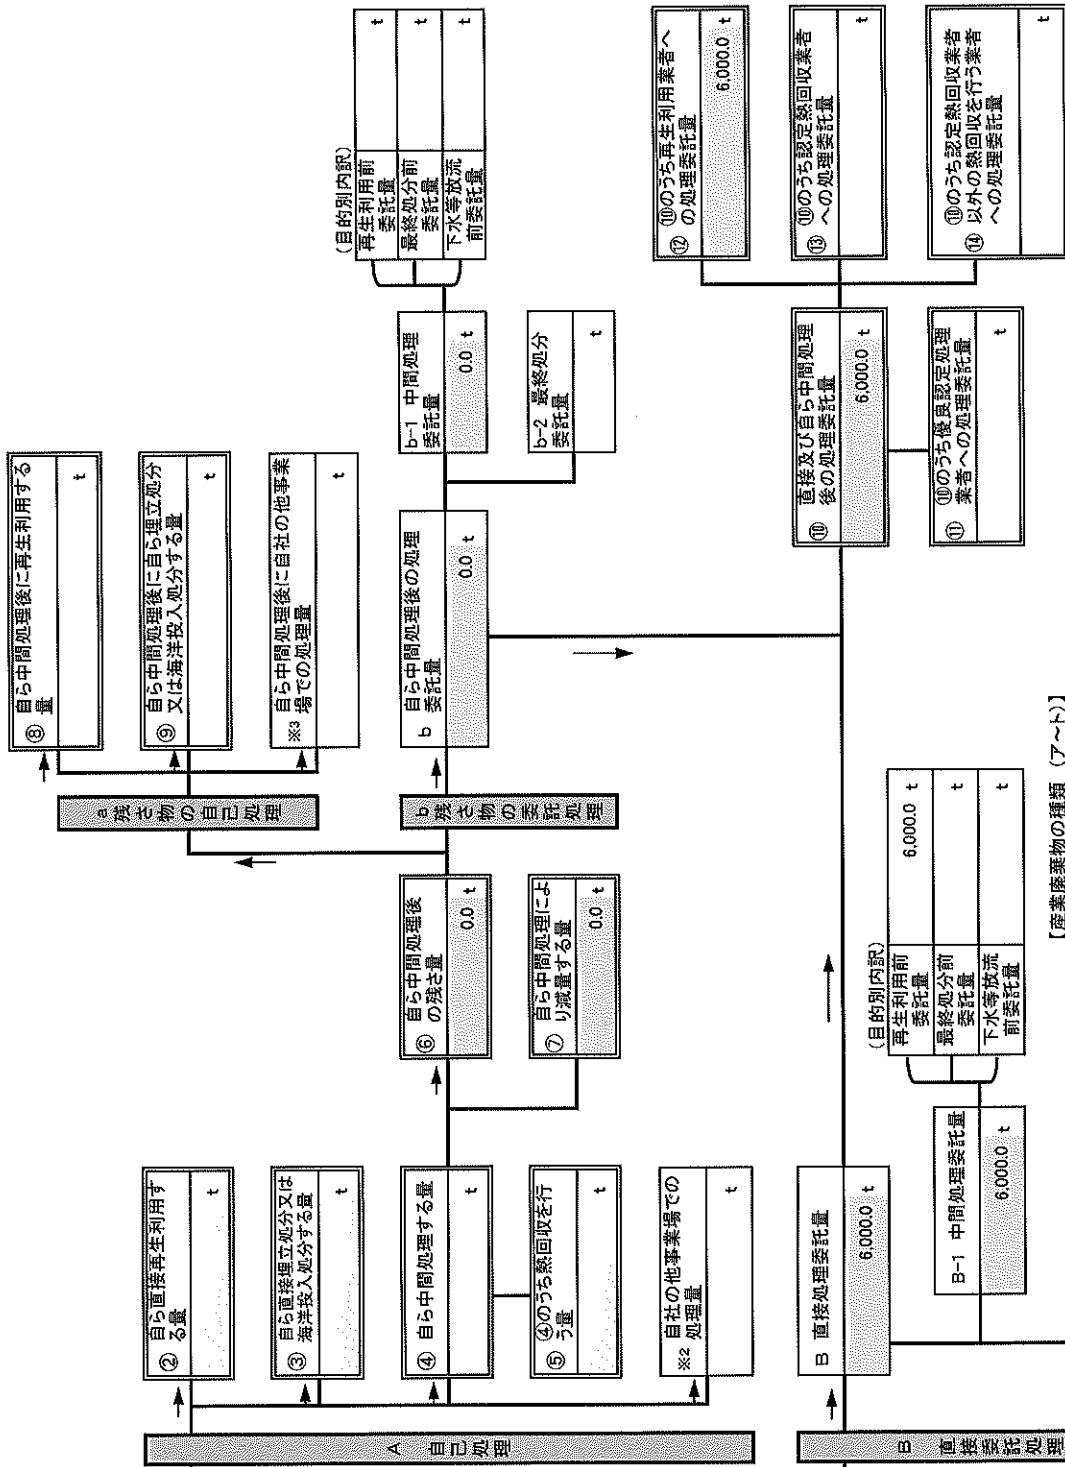 A 自己処理
② 自ら直接再生利用す
る量
t
③ 自ら直接埋立処分又は
海洋投入処分する量
t
④ 自ら中間処理する量
t
⑤ ④のうち熱回収を行
う量
t
※2 自社の他事業場での
処理量
t
⑥ 自ら中間処理後
の残さ量
0.0 t
⑦ 自ら中間処理によ
り減量する量
0.0 t
a 残さ物の自己処理
⑧ 自ら中間処理後に再生利用する
量
t
⑨ 自ら中間処理後に自ら埋立処分
又は海洋投入処分する量
t
※3 自ら中間処理後に自社の他事業
場での処理量
t
b 残さ物の委託処理
b 自ら中間処理後の処理
委託量
0.0 t
b-1 中間処理
委託量
0.0 t
b-2 最終処分
委託量
t
(目的別内訳)
再生利用前
委託量
t
最終処分前
委託量
t
下水等放流
前委託量
t
B 直接委託処理
B 直接処理委託量
6,000.0 t
B-1 中間処理委託量
6,000.0 t
(目的別内訳)
再生利用前
委託量
6,000.0 t
最終処分前
委託量
t
下水等放流
前委託量
t
⑩ 直接及び自ら中間処理
後の処理委託量
6,000.0 t
⑪ ⑩のうち優良認定処理
業者への処理委託量
t
⑫ ⑩のうち再生利用業者へ
の処理委託量
6,000.0 t
⑬ ⑩のうち認定熱回収業者
への処理委託量
t
⑭ ⑩のうち認定熱回収業者
以外の熱回収を行う業者
への処理委託量
t
【産業廃棄物の種類 (ア～ト)】